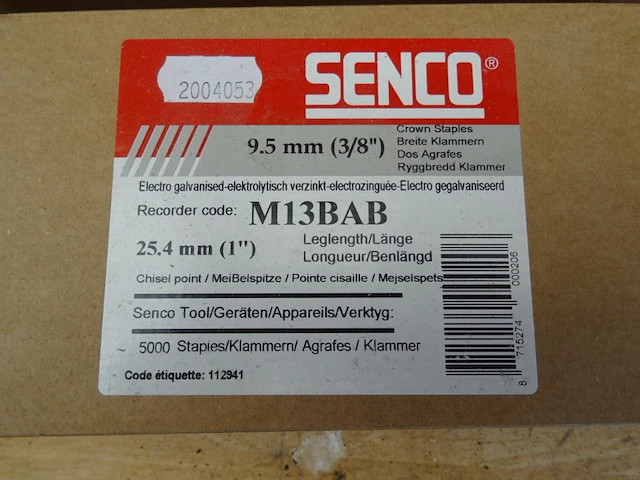 2004053
SENCO®
9.5 mm (3/8")
Crown Staples
Breite Klammern
Dos Agrafes
Ryggbredd Klammer
Electro galvanised-elektrolytisch verzinkt-electrozinguée-Electro gegalvaniseerd
Recorder code: M13BAB
25.4 mm (1")
Leglength/Länge
Longueur/Benlängd
Chisel point / MeiBelspitze / Pointe cisaille / Mejselspets
Senco Tool/Geräten/Appareils/Verktyg:
5000 Staples/Klammern/ Agrafes / Klammer
Code étiquette: 112941
8 715274 000206